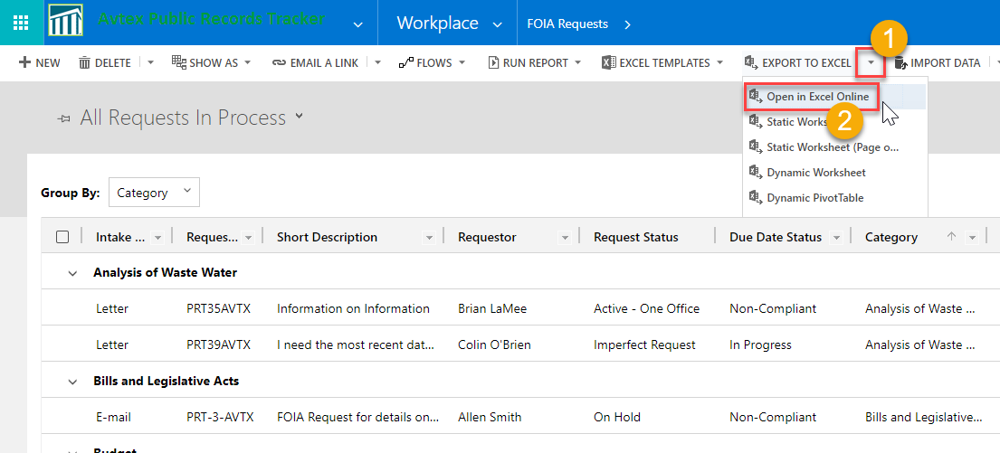 Avtex Public Records Tracker Workplace FOIA Requests
1
NEW DELETE SHOW AS EMAIL A LINK FLOWS RUN REPORT EXCEL TEMPLATES EXPORT TO EXCEL IMPORT DATA
Open in Excel Online
2
Static Works
Static Worksheet (Page o...
Dynamic Worksheet
Dynamic PivotTable
All Requests In Process
Group By: Category
Intake ... Reques... Short Description Requestor Request Status Due Date Status Category
Analysis of Waste Water
Letter PRT35AVTX Information on Information Brian LaMee Active - One Office Non-Compliant Analysis of Waste ...
Letter PRT39AVTX I need the most recent dat... Colin O'Brien Imperfect Request In Progress Analysis of Waste ...
Bills and Legislative Acts
E-mail PRT-3-AVTX FOIA Request for details on... Allen Smith On Hold Non-Compliant Bills and Legislative...
Budget